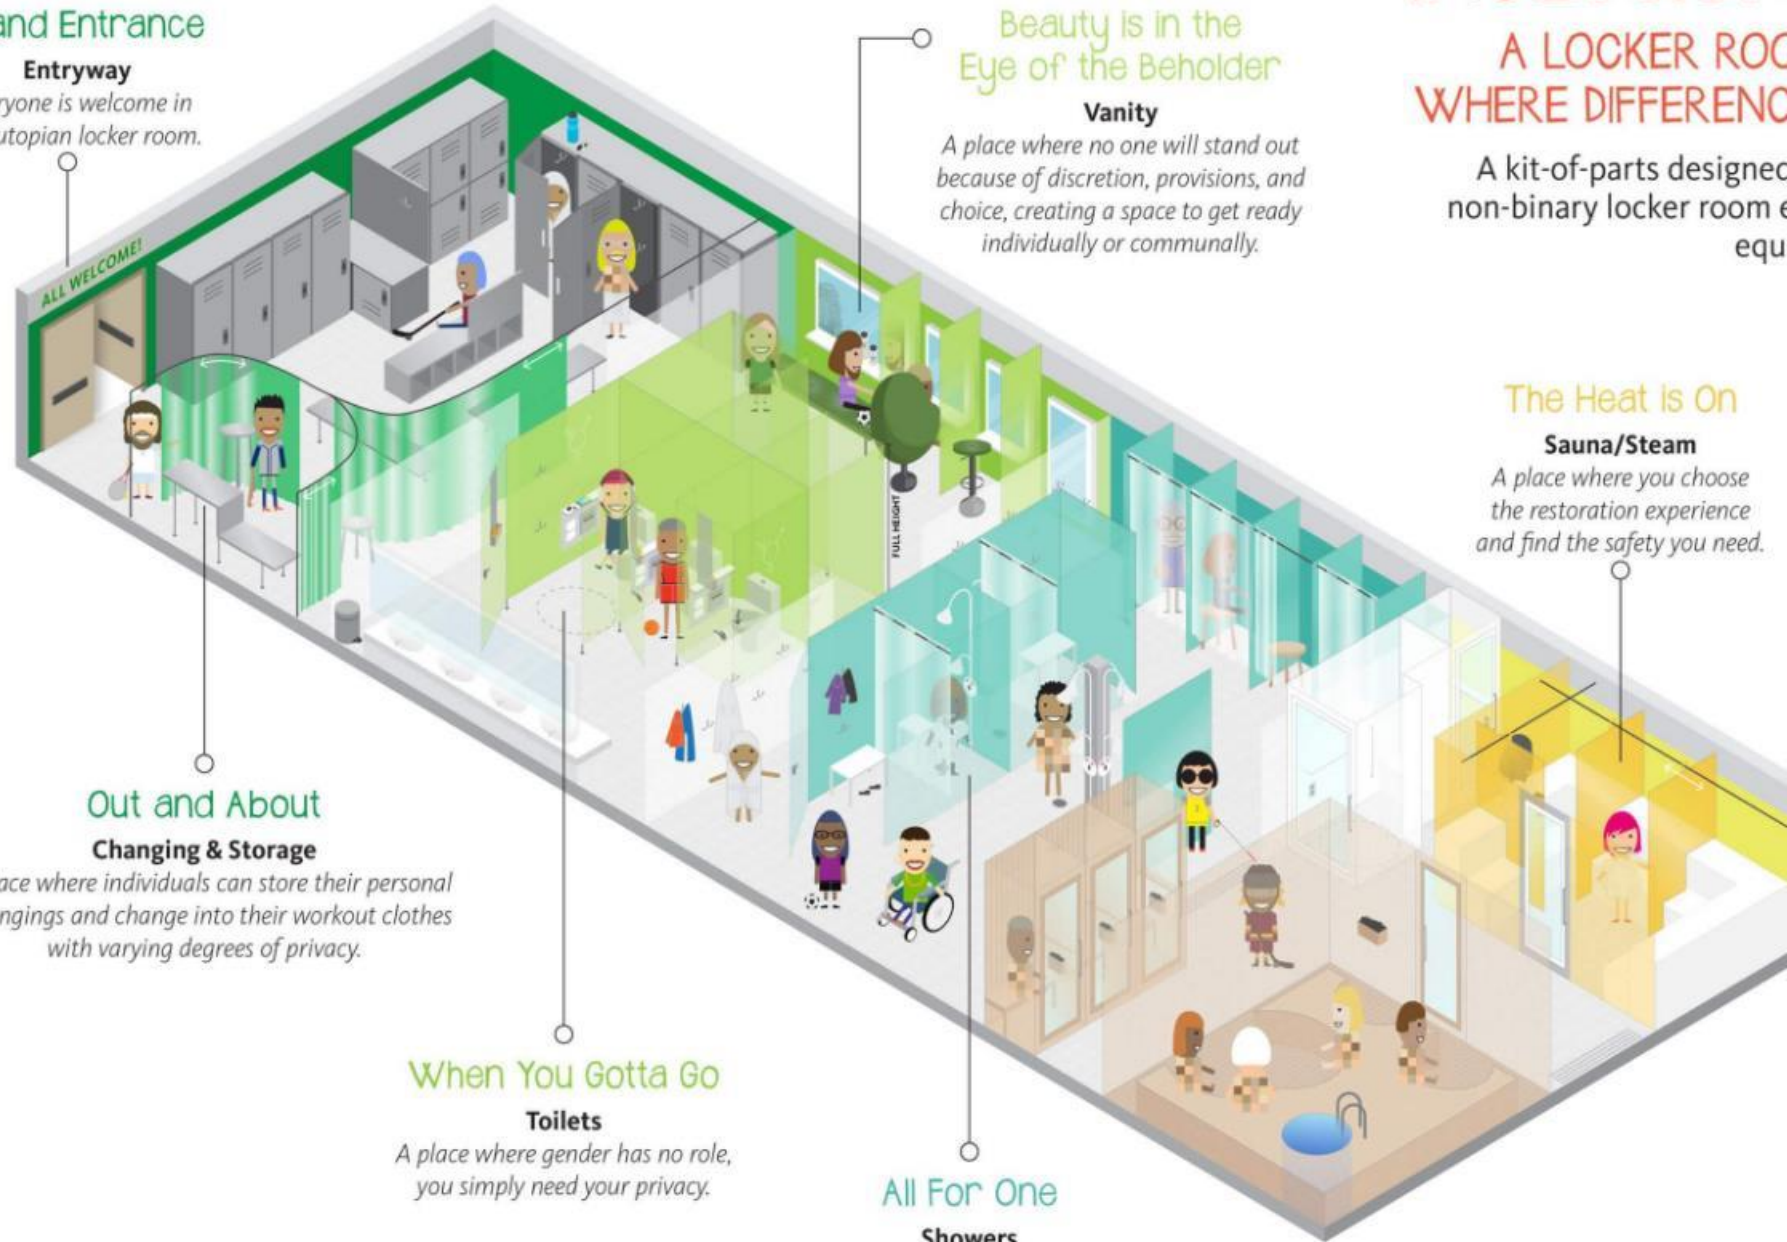 and Entrance
Entryway
ryone is welcome in
utopian locker room.
ALL WELCOME!
Beauty is in the
Eye of the Beholder
Vanity
A place where no one will stand out
because of discretion, provisions, and
choice, creating a space to get ready
individually or communally.
A LOCKER ROO
WHERE DIFFERENC
A kit-of-parts designed
non-binary locker room e
equ
The Heat is On
Sauna/Steam
A place where you choose
the restoration experience
and find the safety you need.
FULL HEIGHT
Out and About
Changing & Storage
ace where individuals can store their personal
ngings and change into their workout clothes
with varying degrees of privacy.
When You Gotta Go
Toilets
A place where gender has no role,
you simply need your privacy.
All For One
Showers